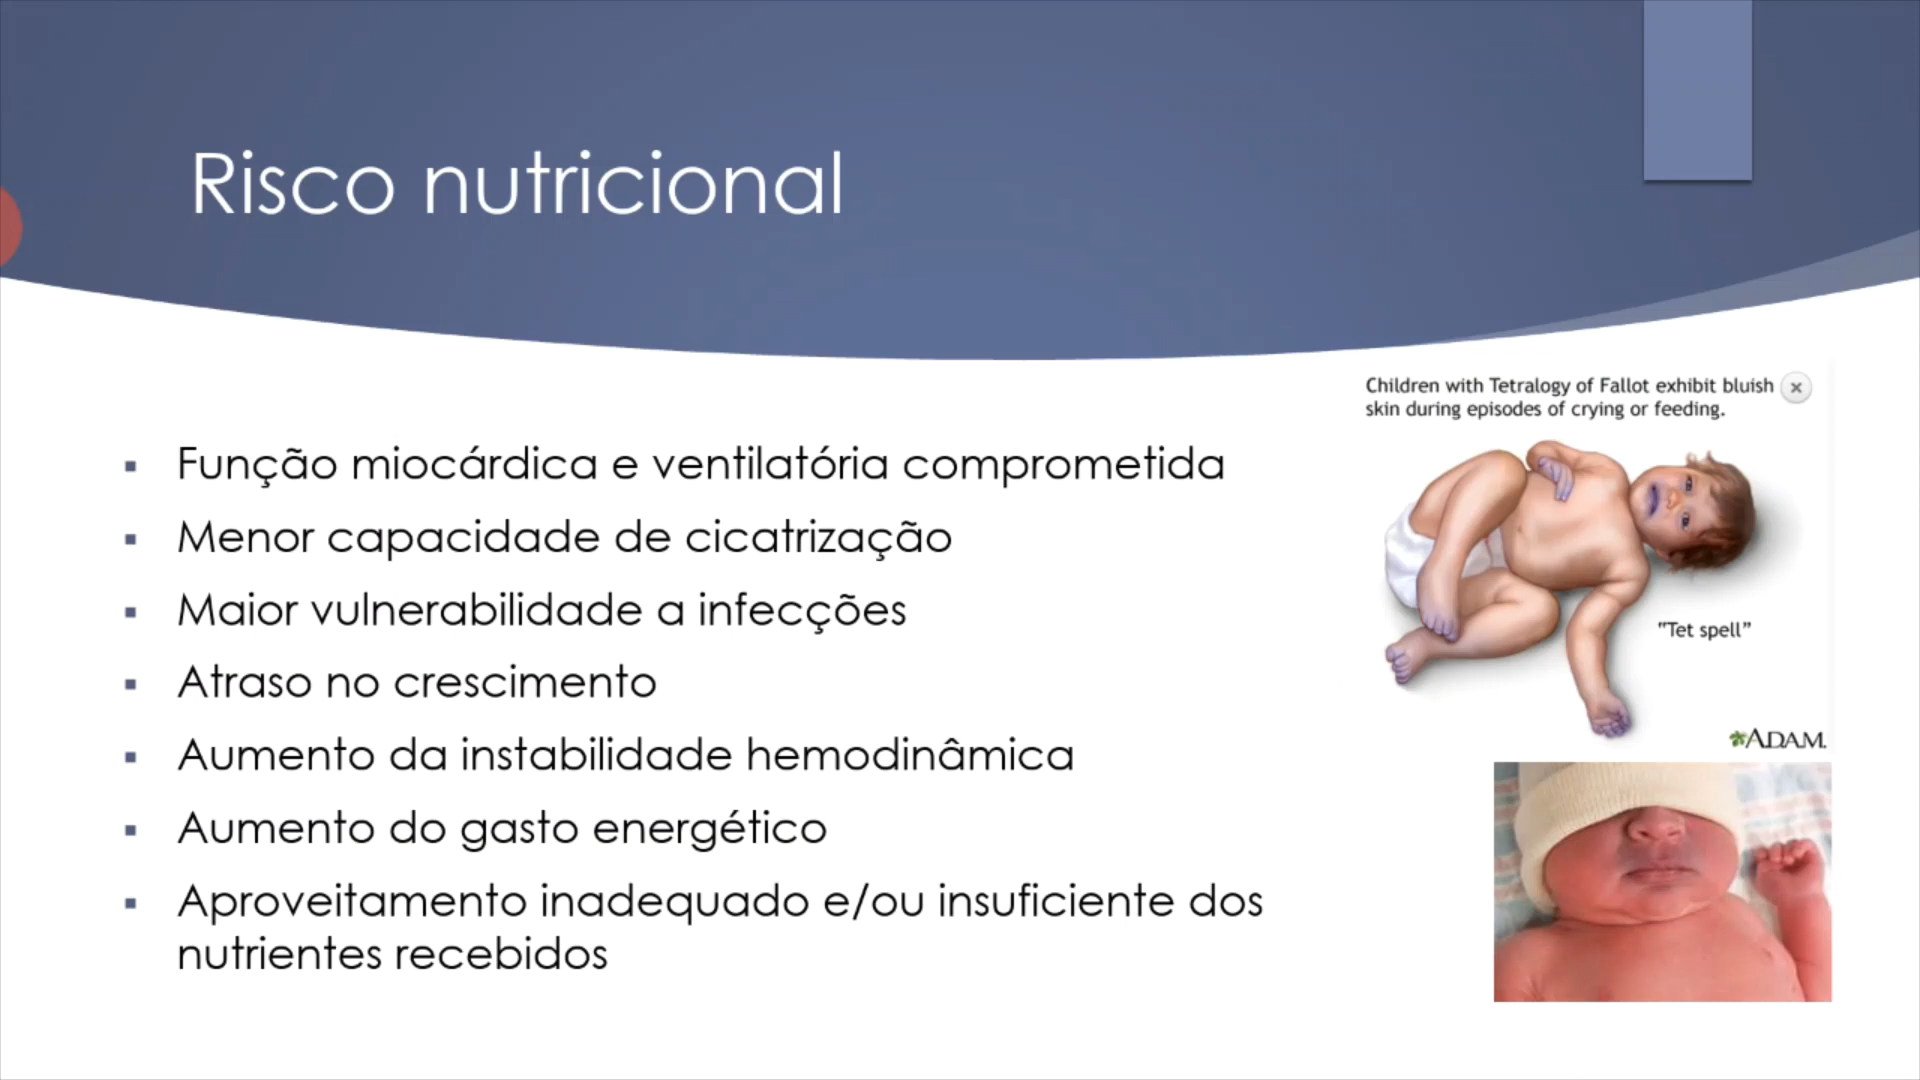 Risco nutricional
Children with Tetralogy of Fallot exhibit bluish
skin during episodes of crying or feeding.
▪ Função miocárdica e ventilatória comprometida
▪ Menor capacidade de cicatrização
▪ Maior vulnerabilidade a infecções
▪ Atraso no crescimento
▪ Aumento da instabilidade hemodinâmica
▪ Aumento do gasto energético
▪ Aproveitamento inadequado e/ou insuficiente dos
nutrientes recebidos
"Tet spell"
ADAM.